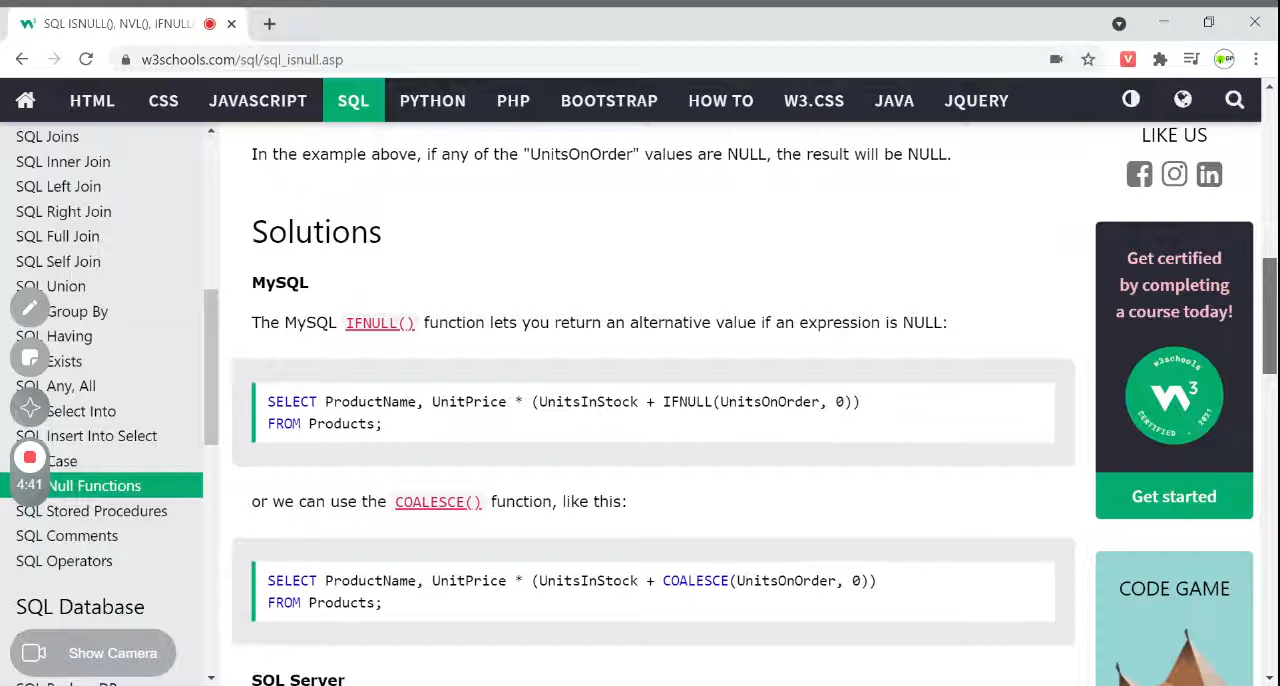 SQL ISNULL(), NVL(), IFNULL
w3schools.com/sql/sql_isnull.asp
HTML CSS JAVASCRIPT SQL PYTHON PHP BOOTSTRAP HOW TO W3.CSS JAVA JQUERY
SQL Joins
SQL Inner Join
SQL Left Join
SQL Right Join
SQL Full Join
SQL Self Join
SQL Union
Group By
Having
Exists
SQL Any, All
Select Into
SQL Insert Into Select
Case
Null Functions
SQL Stored Procedures
SQL Comments
SQL Operators
SQL Database
4:41
Show Camera
In the example above, if any of the "UnitsOnOrder" values are NULL, the result will be NULL.
Solutions
MySQL
The MySQL IFNULL() function lets you return an alternative value if an expression is NULL:
SELECT ProductName, UnitPrice * (UnitsInStock + IFNULL(UnitsOnOrder, 0))
FROM Products;
or we can use the COALESCE() function, like this:
SELECT ProductName, UnitPrice * (UnitsInStock + COALESCE(UnitsOnOrder, 0))
FROM Products;
SQL Server
LIKE US
Get certified
by completing
a course today!
w3schools
W3
CERTIFIED . 2021
Get started
CODE GAME